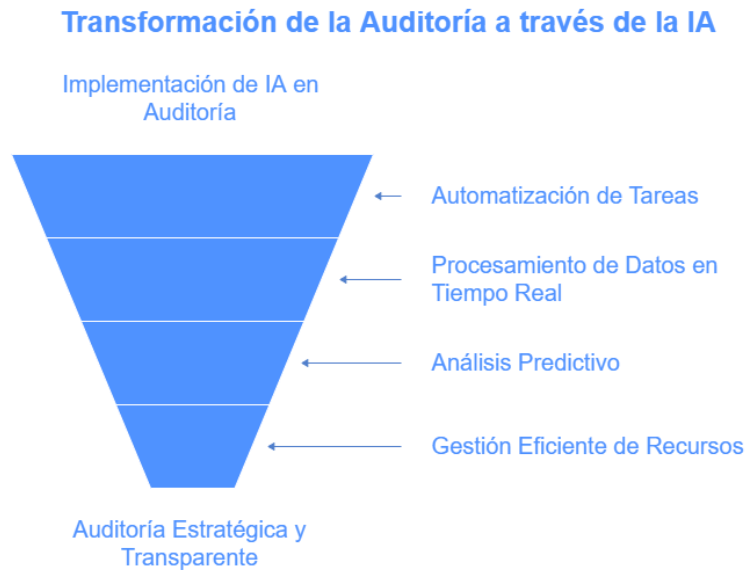 Transformación de la Auditoría a través de la IA
Implementación de IA en
Auditoría
Automatización de Tareas
Procesamiento de Datos en
Tiempo Real
Análisis Predictivo
Gestión Eficiente de Recursos
Auditoría Estratégica y
Transparente